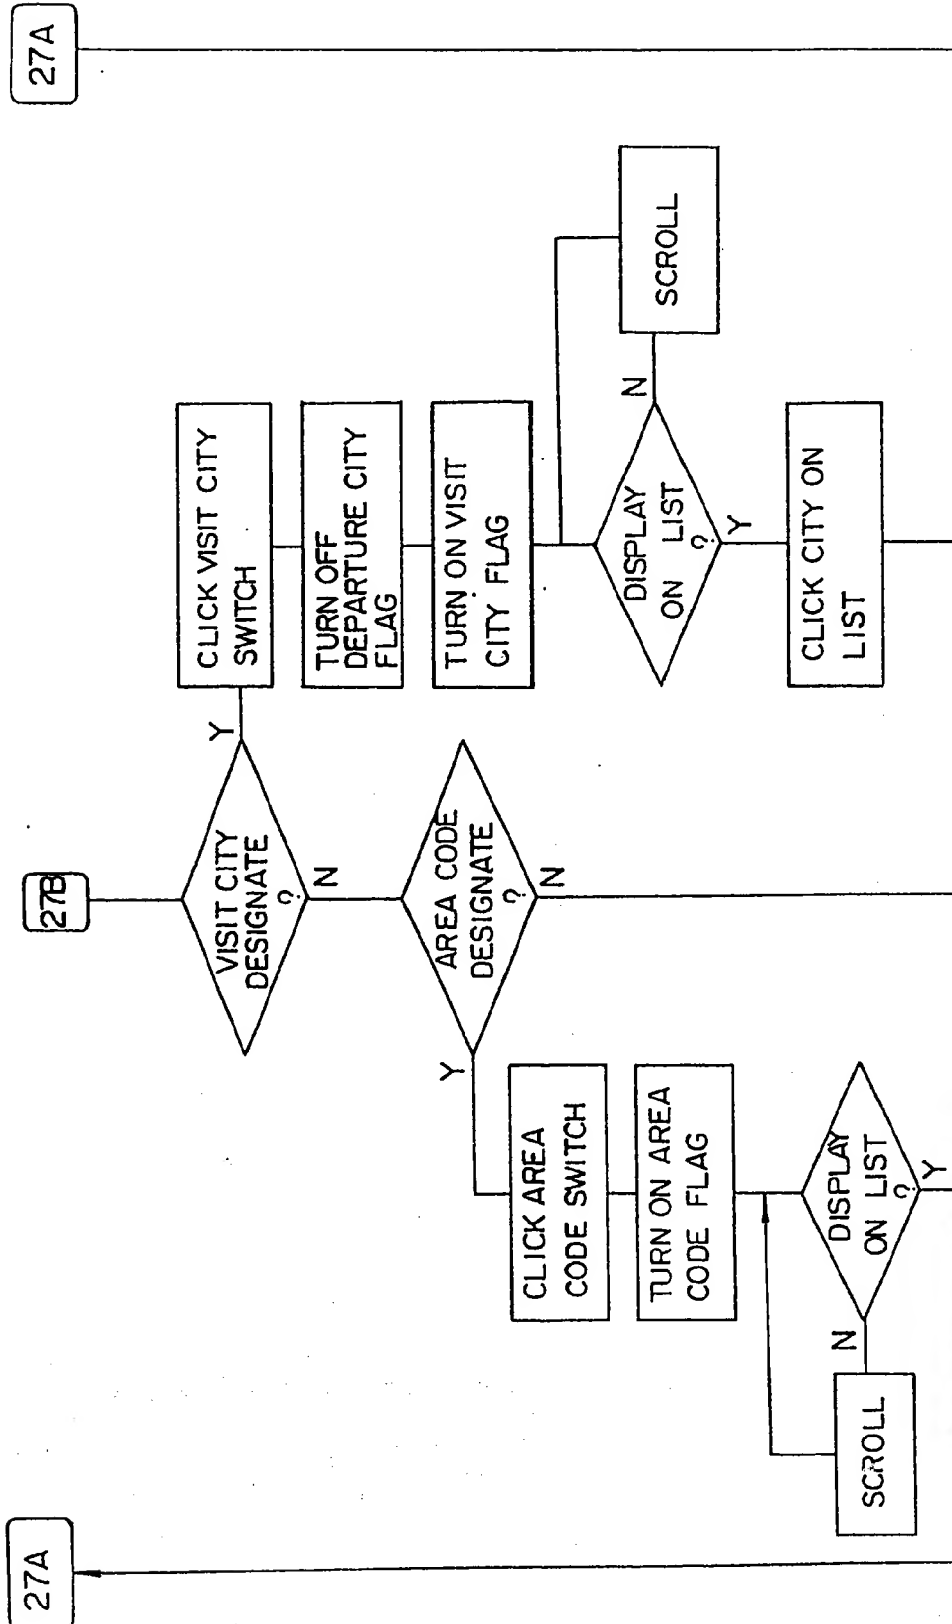 27A
27B
27A
VISIT CITY
DESIGNATE
?
Y
N
CLICK VISIT CITY
SWITCH
TURN OFF
DEPARTURE CITY
FLAG
TURN ON VISIT
CITY FLAG
DISPLAY
ON LIST
?
N
Y
SCROLL
CLICK CITY ON
LIST
AREA CODE
DESIGNATE
?
Y
N
CLICK AREA
CODE SWITCH
TURN ON AREA
CODE FLAG
DISPLAY
ON LIST
?
N
Y
SCROLL